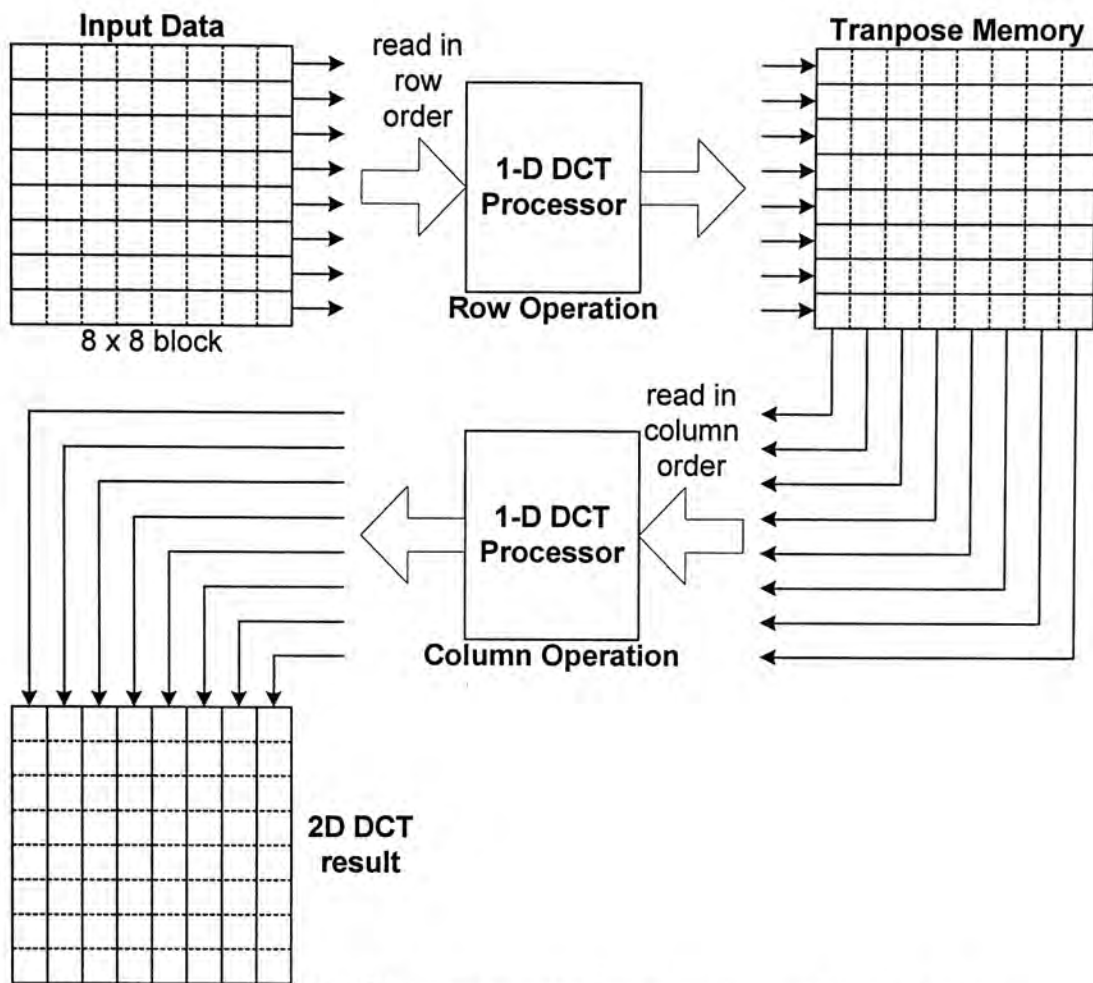 Input Data
read in
row
order
1-D DCT
Processor
Row Operation
Tranpose Memory
8 x 8 block
read in
column
order
1-D DCT
Processor
Column Operation
2D DCT
result